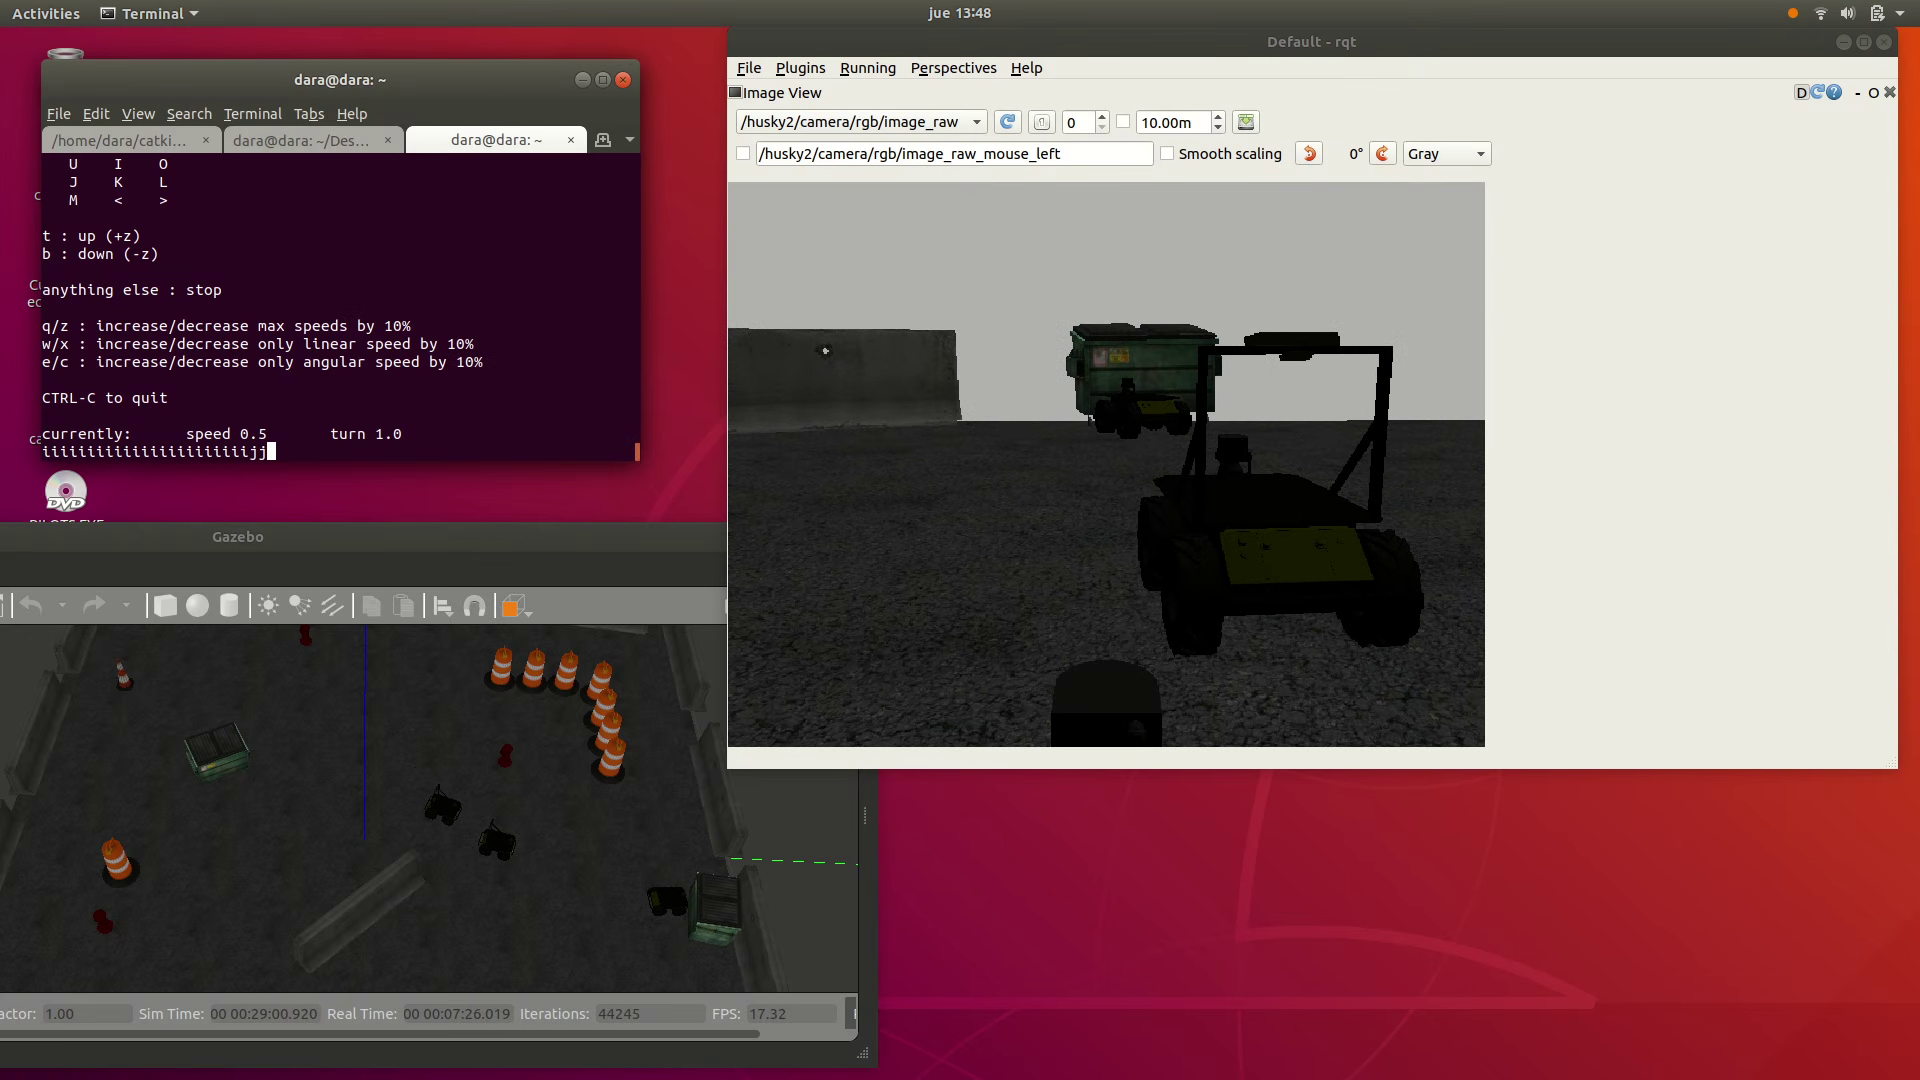 Activities
Terminal
jue 13:48
dara@dara: ~
File Edit View Search Terminal Tabs Help
/home/dara/catki... × dara@dara: ~/Des... × dara@dara: ~ ×
U I O
J K L
M < >
t : up (+z)
b : down (-z)
anything else : stop
q/z : increase/decrease max speeds by 10%
w/x : increase/decrease only linear speed by 10%
e/c : increase/decrease only angular speed by 10%
CTRL-C to quit
currently: speed 0.5 turn 1.0
iiiiiiiiiiiiiiiiiiiiiiijj
DVD
Default - rqt
File Plugins Running Perspectives Help
Image View
D - O
/husky2/camera/rgb/image_raw 0 10.00m
/husky2/camera/rgb/image_raw_mouse_left Smooth scaling 0° Gray
Gazebo
actor: 1.00 Sim Time: 00 00:29:00.920 Real Time: 00 00:07:26.019 Iterations: 44245 FPS: 17.32